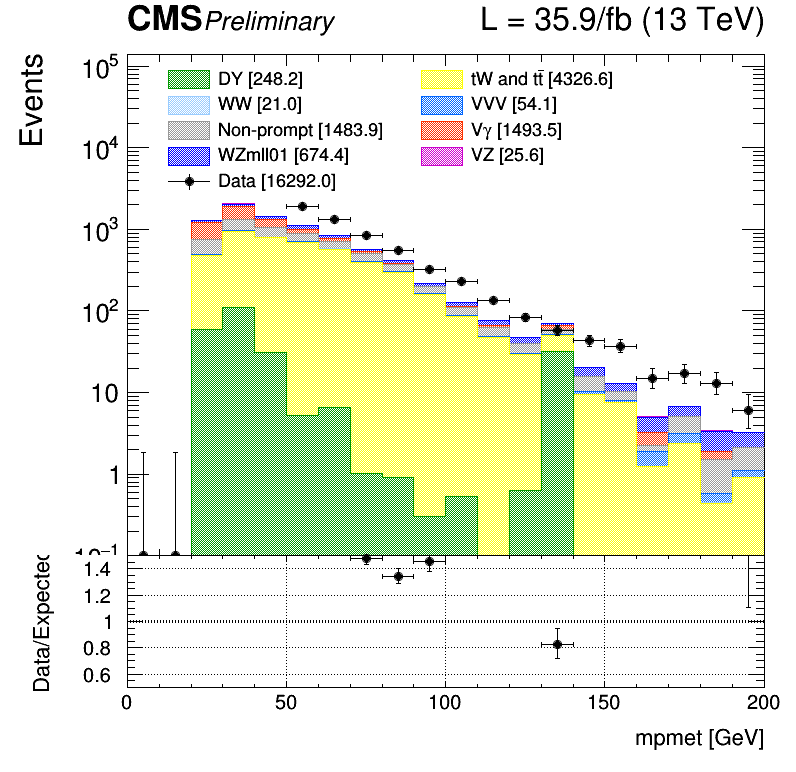 CMS Preliminary L = 35.9/fb (13 TeV)
Events
10⁵
10⁴
10³
10²
10
1
10⁻¹
DY [248.2]
WW [21.0]
Non-prompt [1483.9]
WZmll01 [674.4]
Data [16292.0]
tW and tt̄ [4326.6]
VVV [54.1]
Vγ [1493.5]
VZ [25.6]
Data/Expected
1.4
1.2
1
0.8
0.6
0 50 100 150 200
mpmet [GeV]